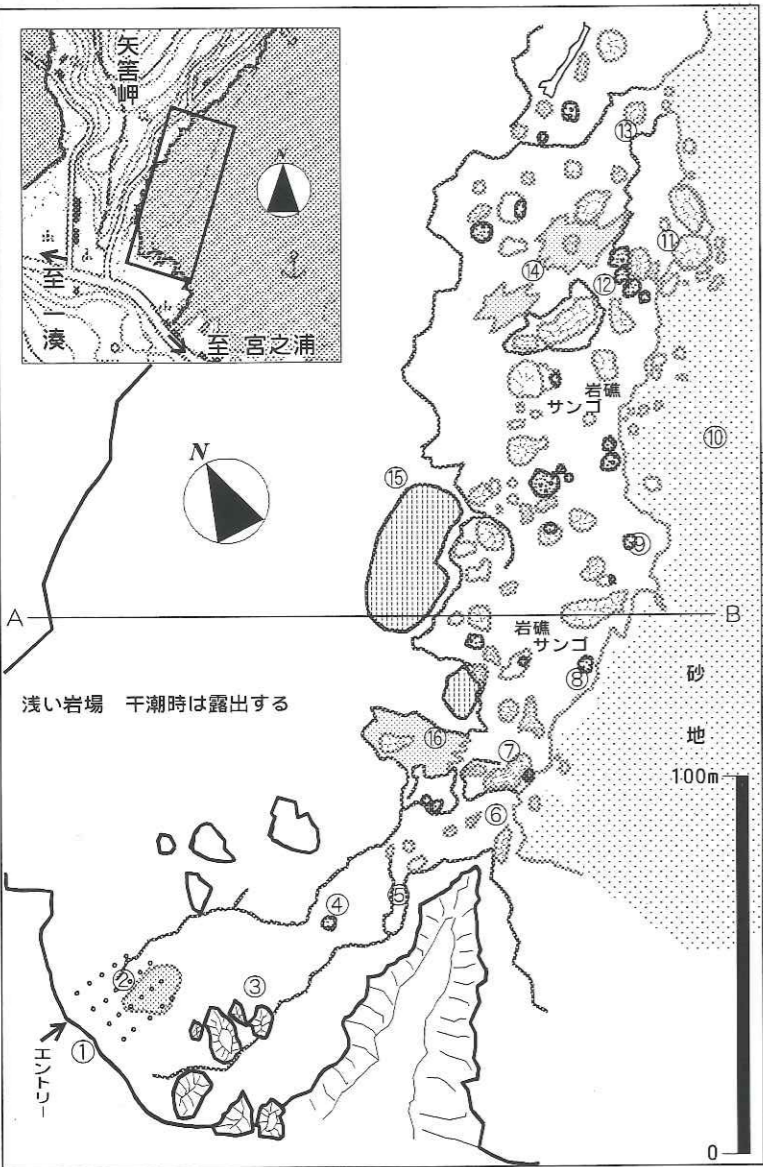 矢筈岬
N
至 一湊
至 宮之浦
⑬
⑪
⑭
⑫
岩礁
サンゴ
⑩
N
⑮
⑨
A
B
岩礁
サンゴ
⑧
砂地
浅い岩場 干潮時は露出する
⑯
⑦
100m
⑥
④
⑤
②
③
①
エントリー
0